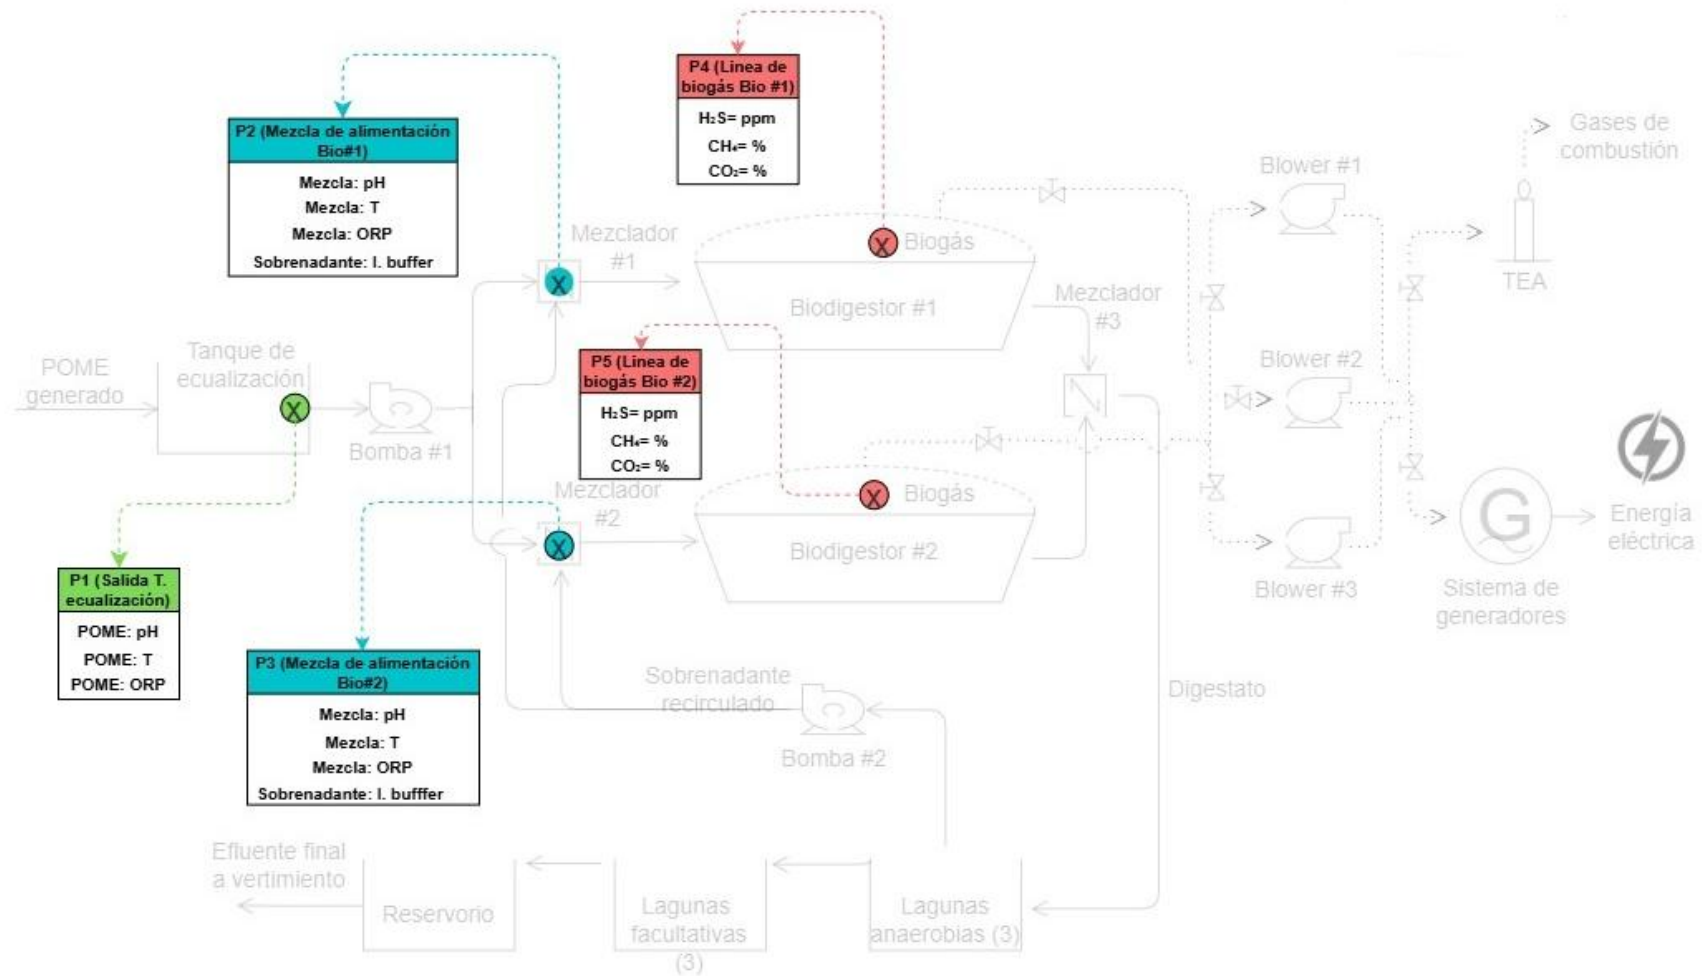 P4 (Linea de
biogás Bio #1)
H₂S= ppm
CH₄= %
CO₂= %
P2 (Mezcla de alimentación
Bio#1)
Mezcla: pH
Mezcla: T
Mezcla: ORP
Sobrenadante: I. buffer
X
Mezclador
#1
X
Biogás
Biodigestor #1
Mezclador
#3
Blower #1
Gases de
combustión
TEA
POME
generado
Tanque de
ecualización
X
Bomba #1
P5 (Linea de
biogás Bio #2)
H₂S= ppm
CH₄= %
CO₂= %
Blower #2
Mezclador
#2
X
X
Biogás
Biodigestor #2
Blower #3
G
Sistema de
generadores
Energía
eléctrica
P1 (Salida T.
ecualización)
POME: pH
POME: T
POME: ORP
P3 (Mezcla de alimentación
Bio#2)
Mezcla: pH
Mezcla: T
Mezcla: ORP
Sobrenadante: I. bufffer
Sobrenadante
recirculado
Bomba #2
Digestato
Efluente final
a vertimiento
Reservorio
Lagunas
facultativas
(3)
Lagunas
anaerobias (3)